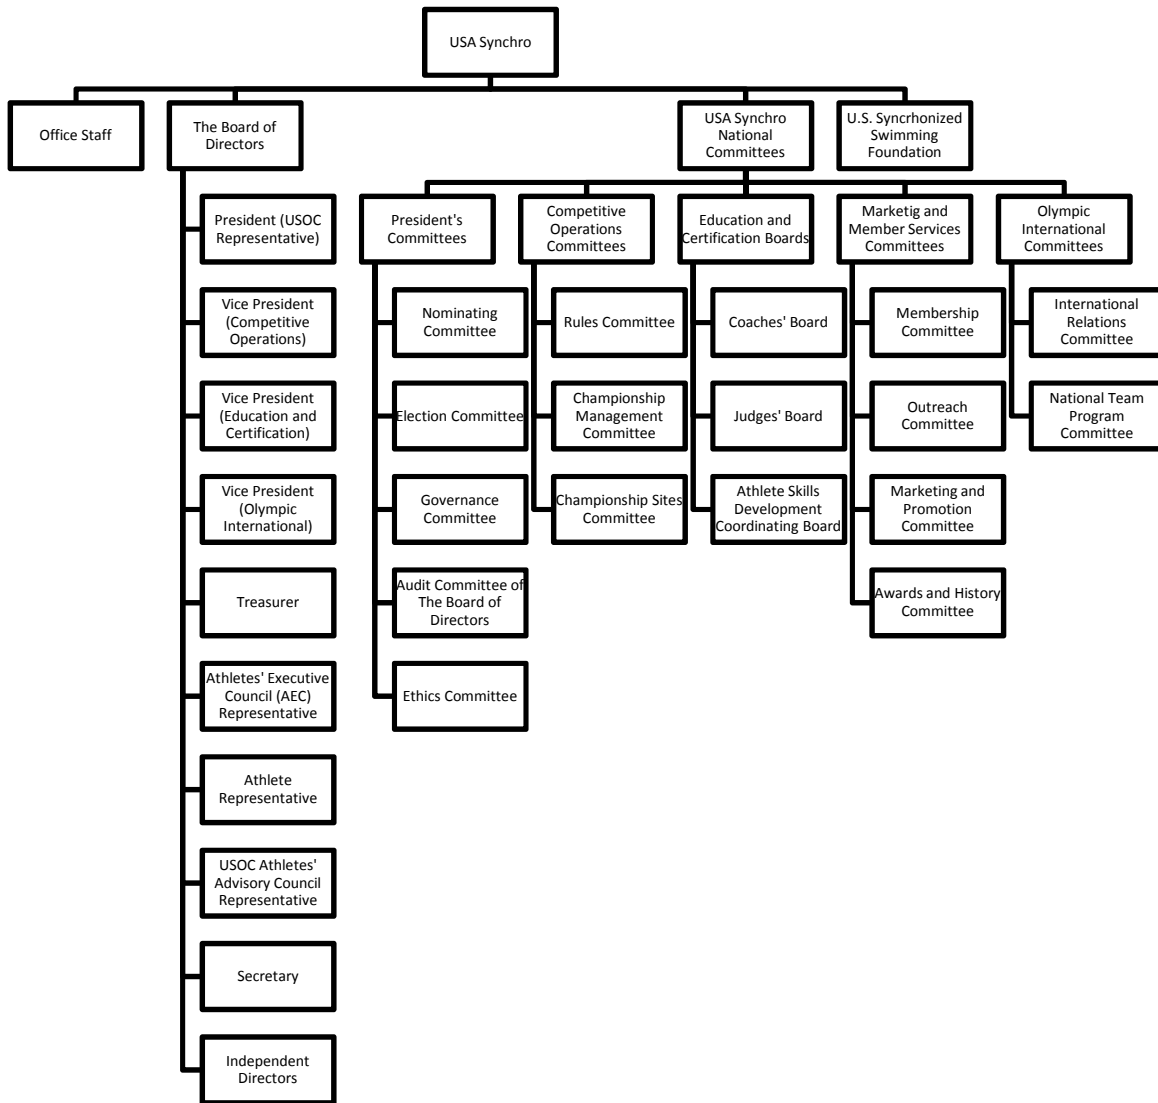 USA Synchro
Office Staff
The Board of
Directors
USA Synchro
National
Committees
U.S. Syncrhonized
Swimming
Foundation
President (USOC
Representative)
Vice President
(Competitive
Operations)
Vice President
(Education and
Certification)
Vice President
(Olympic
International)
Treasurer
Athletes' Executive
Council (AEC)
Representative
Athlete
Representative
USOC Athletes'
Advisory Council
Representative
Secretary
Independent
Directors
President's
Committees
Nominating
Committee
Election Committee
Governance
Committee
Audit Committee of
The Board of
Directors
Ethics Committee
Competitive
Operations
Committees
Rules Committee
Championship
Management
Committee
Championship Sites
Committee
Education and
Certification Boards
Coaches' Board
Judges' Board
Athlete Skills
Development
Coordinating Board
Marketig and
Member Services
Committees
Membership
Committee
Outreach
Committee
Marketing and
Promotion
Committee
Awards and History
Committee
Olympic
International
Committees
International
Relations
Committee
National Team
Program
Committee